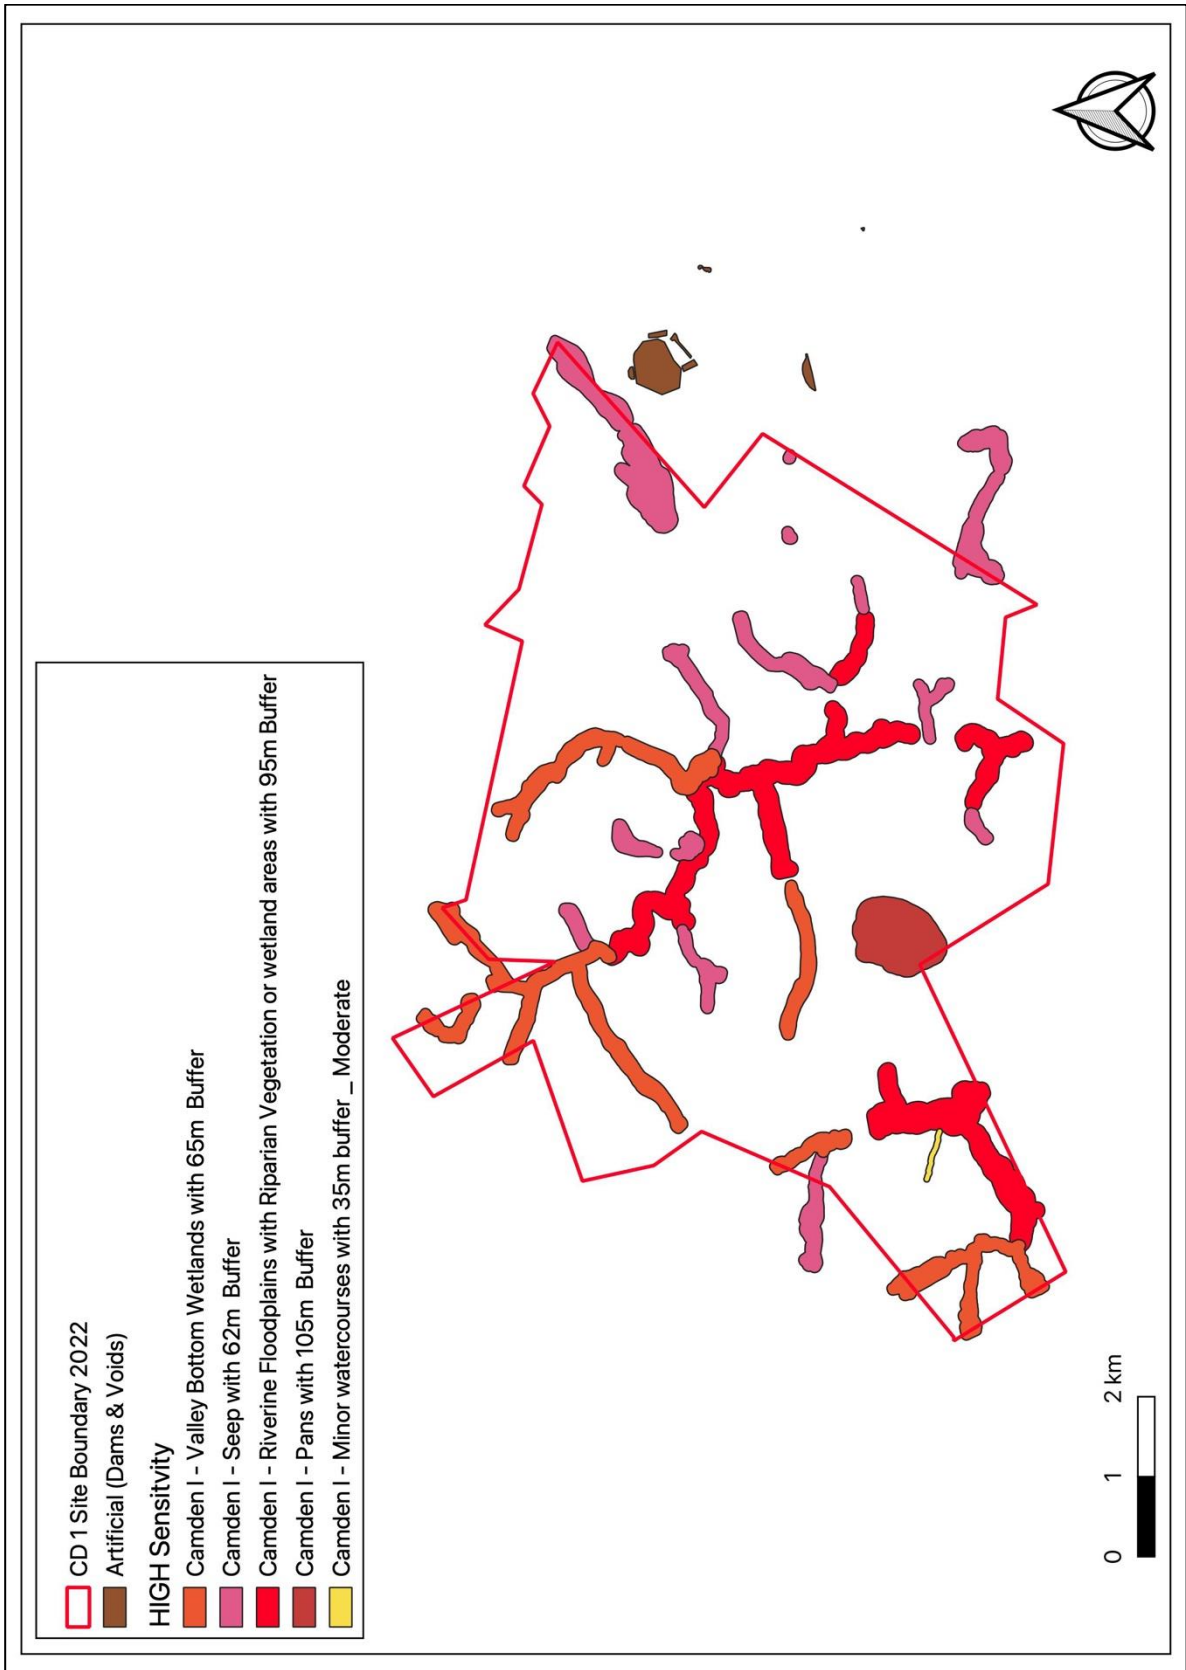 CD 1 Site Boundary 2022
Artificial (Dams & Voids)
HIGH Sensitvity
Camden I - Valley Bottom Wetlands with 65m Buffer
Camden I - Seep with 62m Buffer
Camden I - Riverine Floodplains with Riparian Vegetation or wetland areas with 95m Buffer
Camden I - Pans with 105m Buffer
Camden I - Minor watercourses with 35m buffer _ Moderate
0 1 2 km